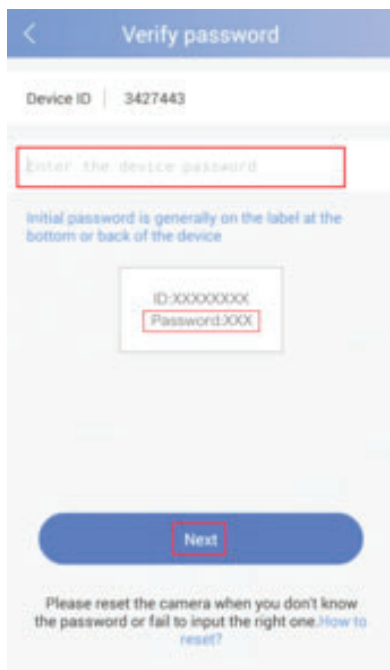 Verify password
Device ID | 3427443
Enter the device password
Initial password is generally on the label at the
bottom or back of the device
ID:XXXXXXXX
Password:XXX
Next
Please reset the camera when you don't know
the password or fail to input the right one.How to
reset?